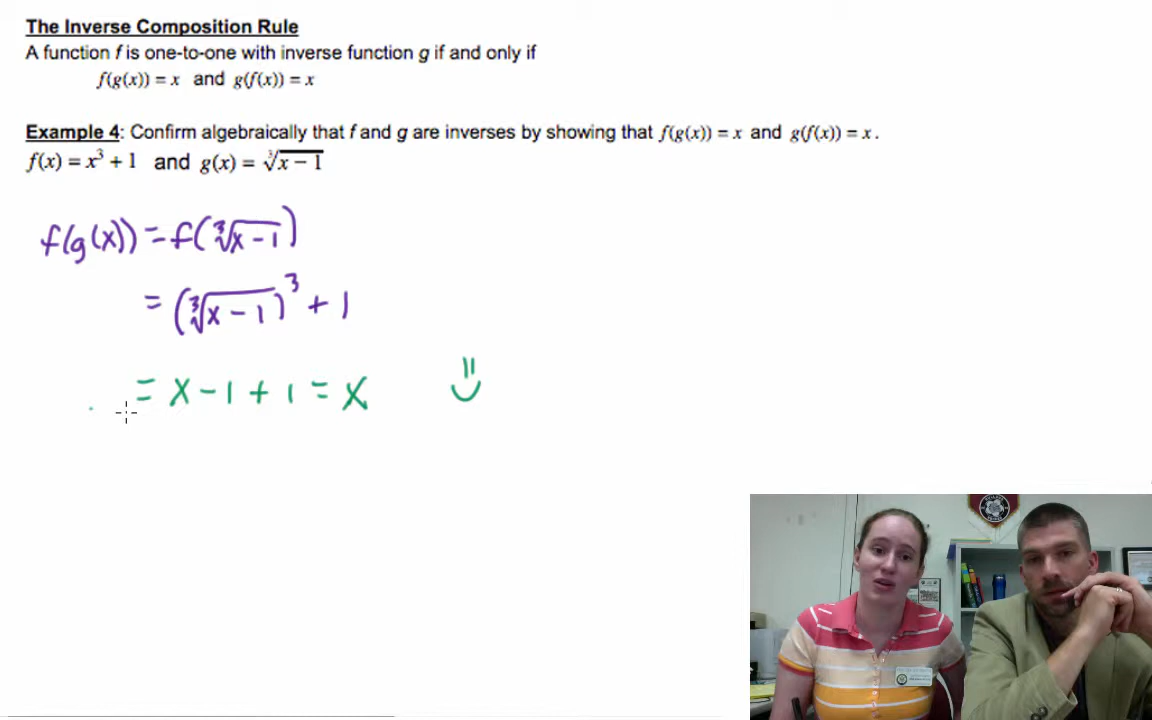 The Inverse Composition Rule
A function f is one-to-one with inverse function g if and only if
f(g(x)) = x and g(f(x)) = x
Example 4: Confirm algebraically that f and g are inverses by showing that f(g(x)) = x and g(f(x)) = x.
f(x) = x³ + 1 and g(x) = ∛(x − 1)
f(g(x)) = f(∛(x − 1))
= (∛(x − 1))³ + 1
= x − 1 + 1 = x